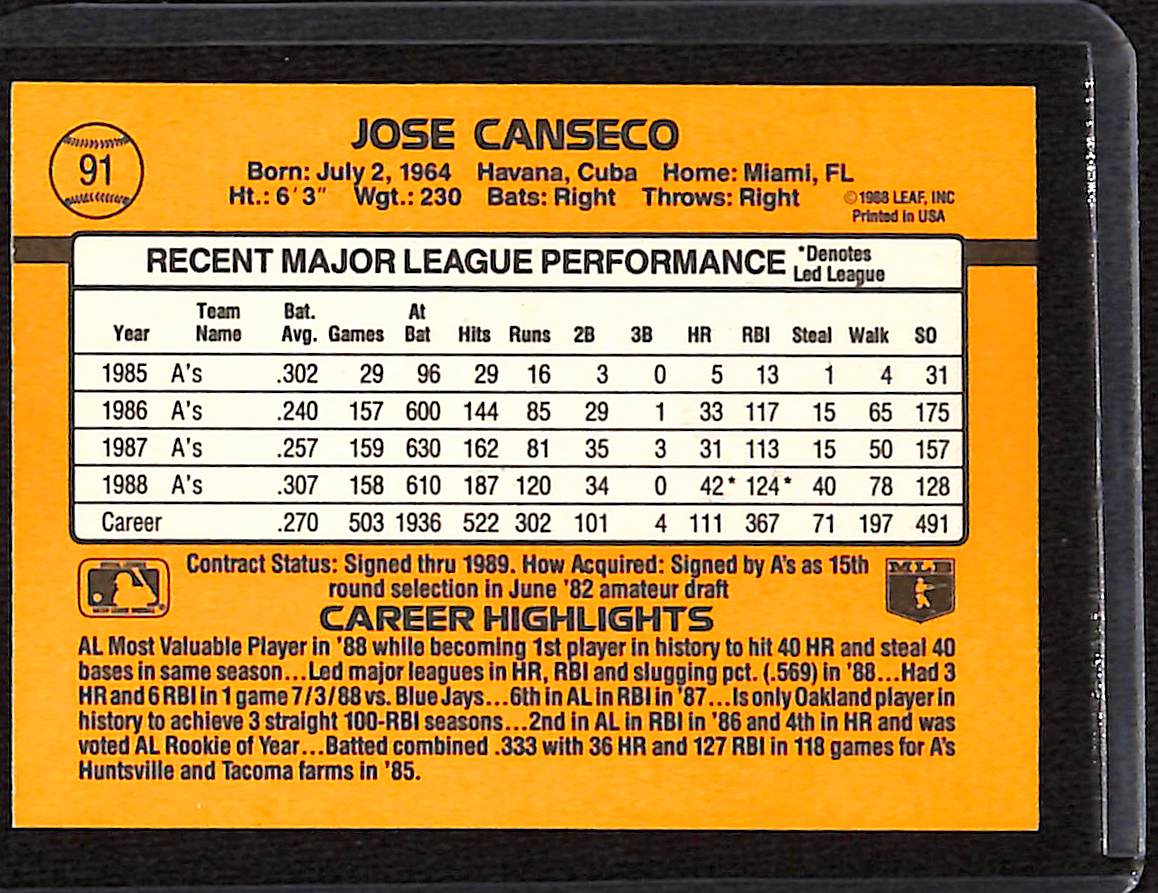 91
JOSE CANSECO
Born: July 2, 1964 Havana, Cuba Home: Miami, FL
Ht.: 6'3" Wgt.: 230 Bats: Right Throws: Right
©1988 LEAF, INC
Printed in USA
RECENT MAJOR LEAGUE PERFORMANCE *Denotes Led League
Year Team Name Bat. Avg. Games At Bat Hits Runs 2B 3B HR RBI Steal Walk SO
1985 A's .302 29 96 29 16 3 0 5 13 1 4 31
1986 A's .240 157 600 144 85 29 1 33 117 15 65 175
1987 A's .257 159 630 162 81 35 3 31 113 15 50 157
1988 A's .307 158 610 187 120 34 0 42* 124* 40 78 128
Career .270 503 1936 522 302 101 4 111 367 71 197 491
Contract Status: Signed thru 1989. How Acquired: Signed by A's as 15th
round selection in June '82 amateur draft
MLB
CAREER HIGHLIGHTS
AL Most Valuable Player in '88 while becoming 1st player in history to hit 40 HR and steal 40
bases in same season...Led major leagues in HR, RBI and slugging pct. (.569) in '88...Had 3
HR and 6 RBI in 1 game 7/3/88 vs. Blue Jays...6th in AL in RBI in '87...Is only Oakland player in
history to achieve 3 straight 100-RBI seasons...2nd in AL in RBI in '86 and 4th in HR and was
voted AL Rookie of Year...Batted combined .333 with 36 HR and 127 RBI in 118 games for A's
Huntsville and Tacoma farms in '85.